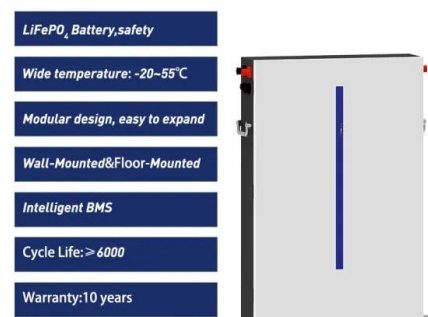 LiFePO₄ Battery,safety
Wide temperature: -20~55℃
Modular design, easy to expand
Wall-Mounted&Floor-Mounted
Intelligent BMS
Cycle Life:≥6000
Warranty:10 years